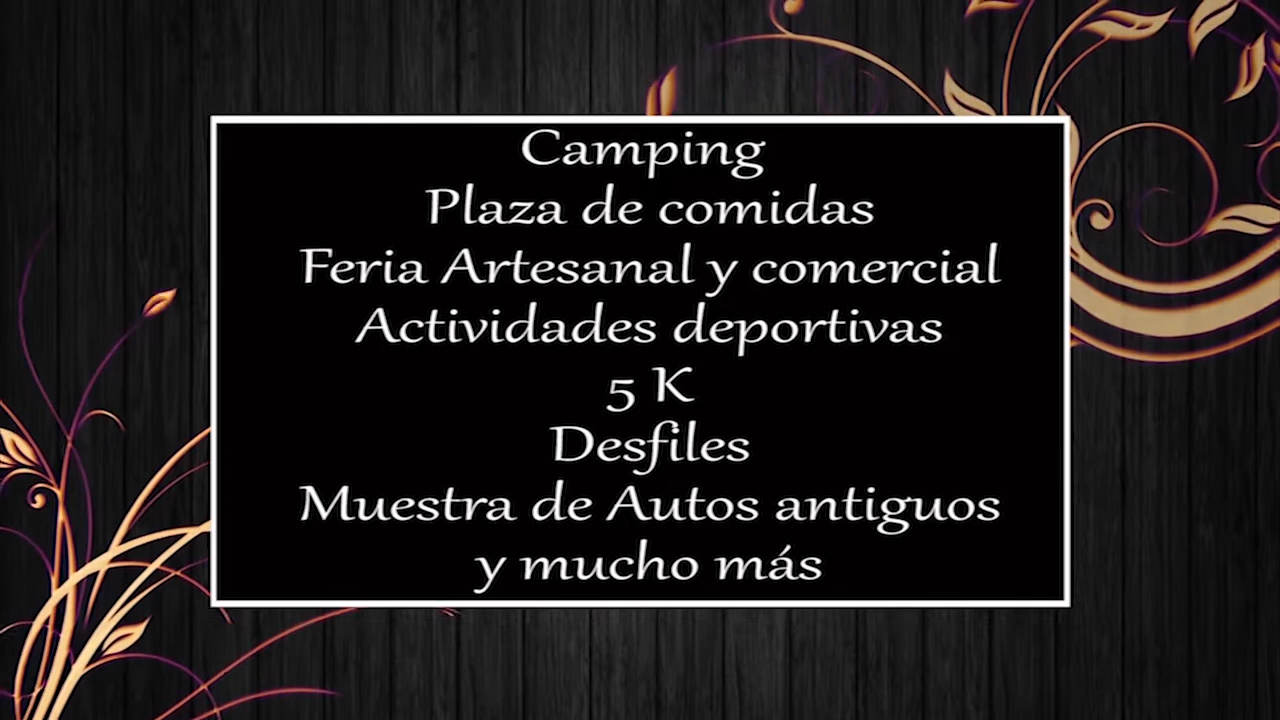 Camping
Plaza de comidas
Feria Artesanal y comercial
Actividades deportivas
5 K
Desfiles
Muestra de Autos antiguos
y mucho más